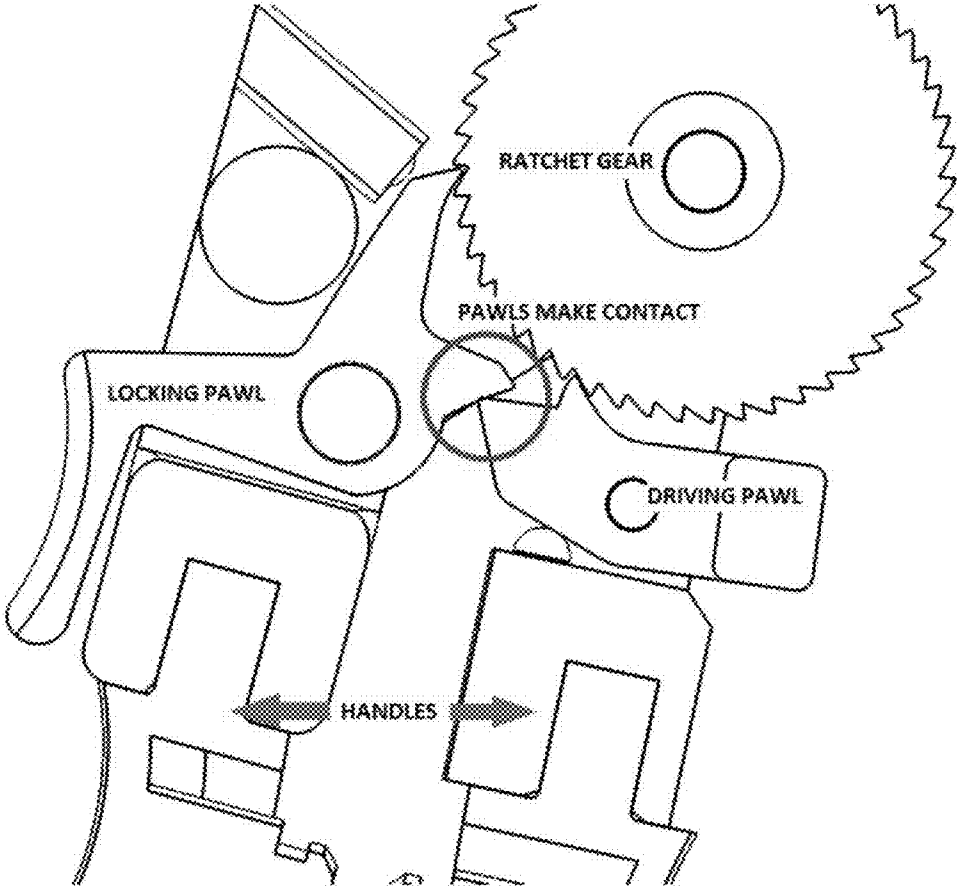 RATCHET GEAR
PAWLS MAKE CONTACT
LOCKING PAWL
DRIVING PAWL
HANDLES